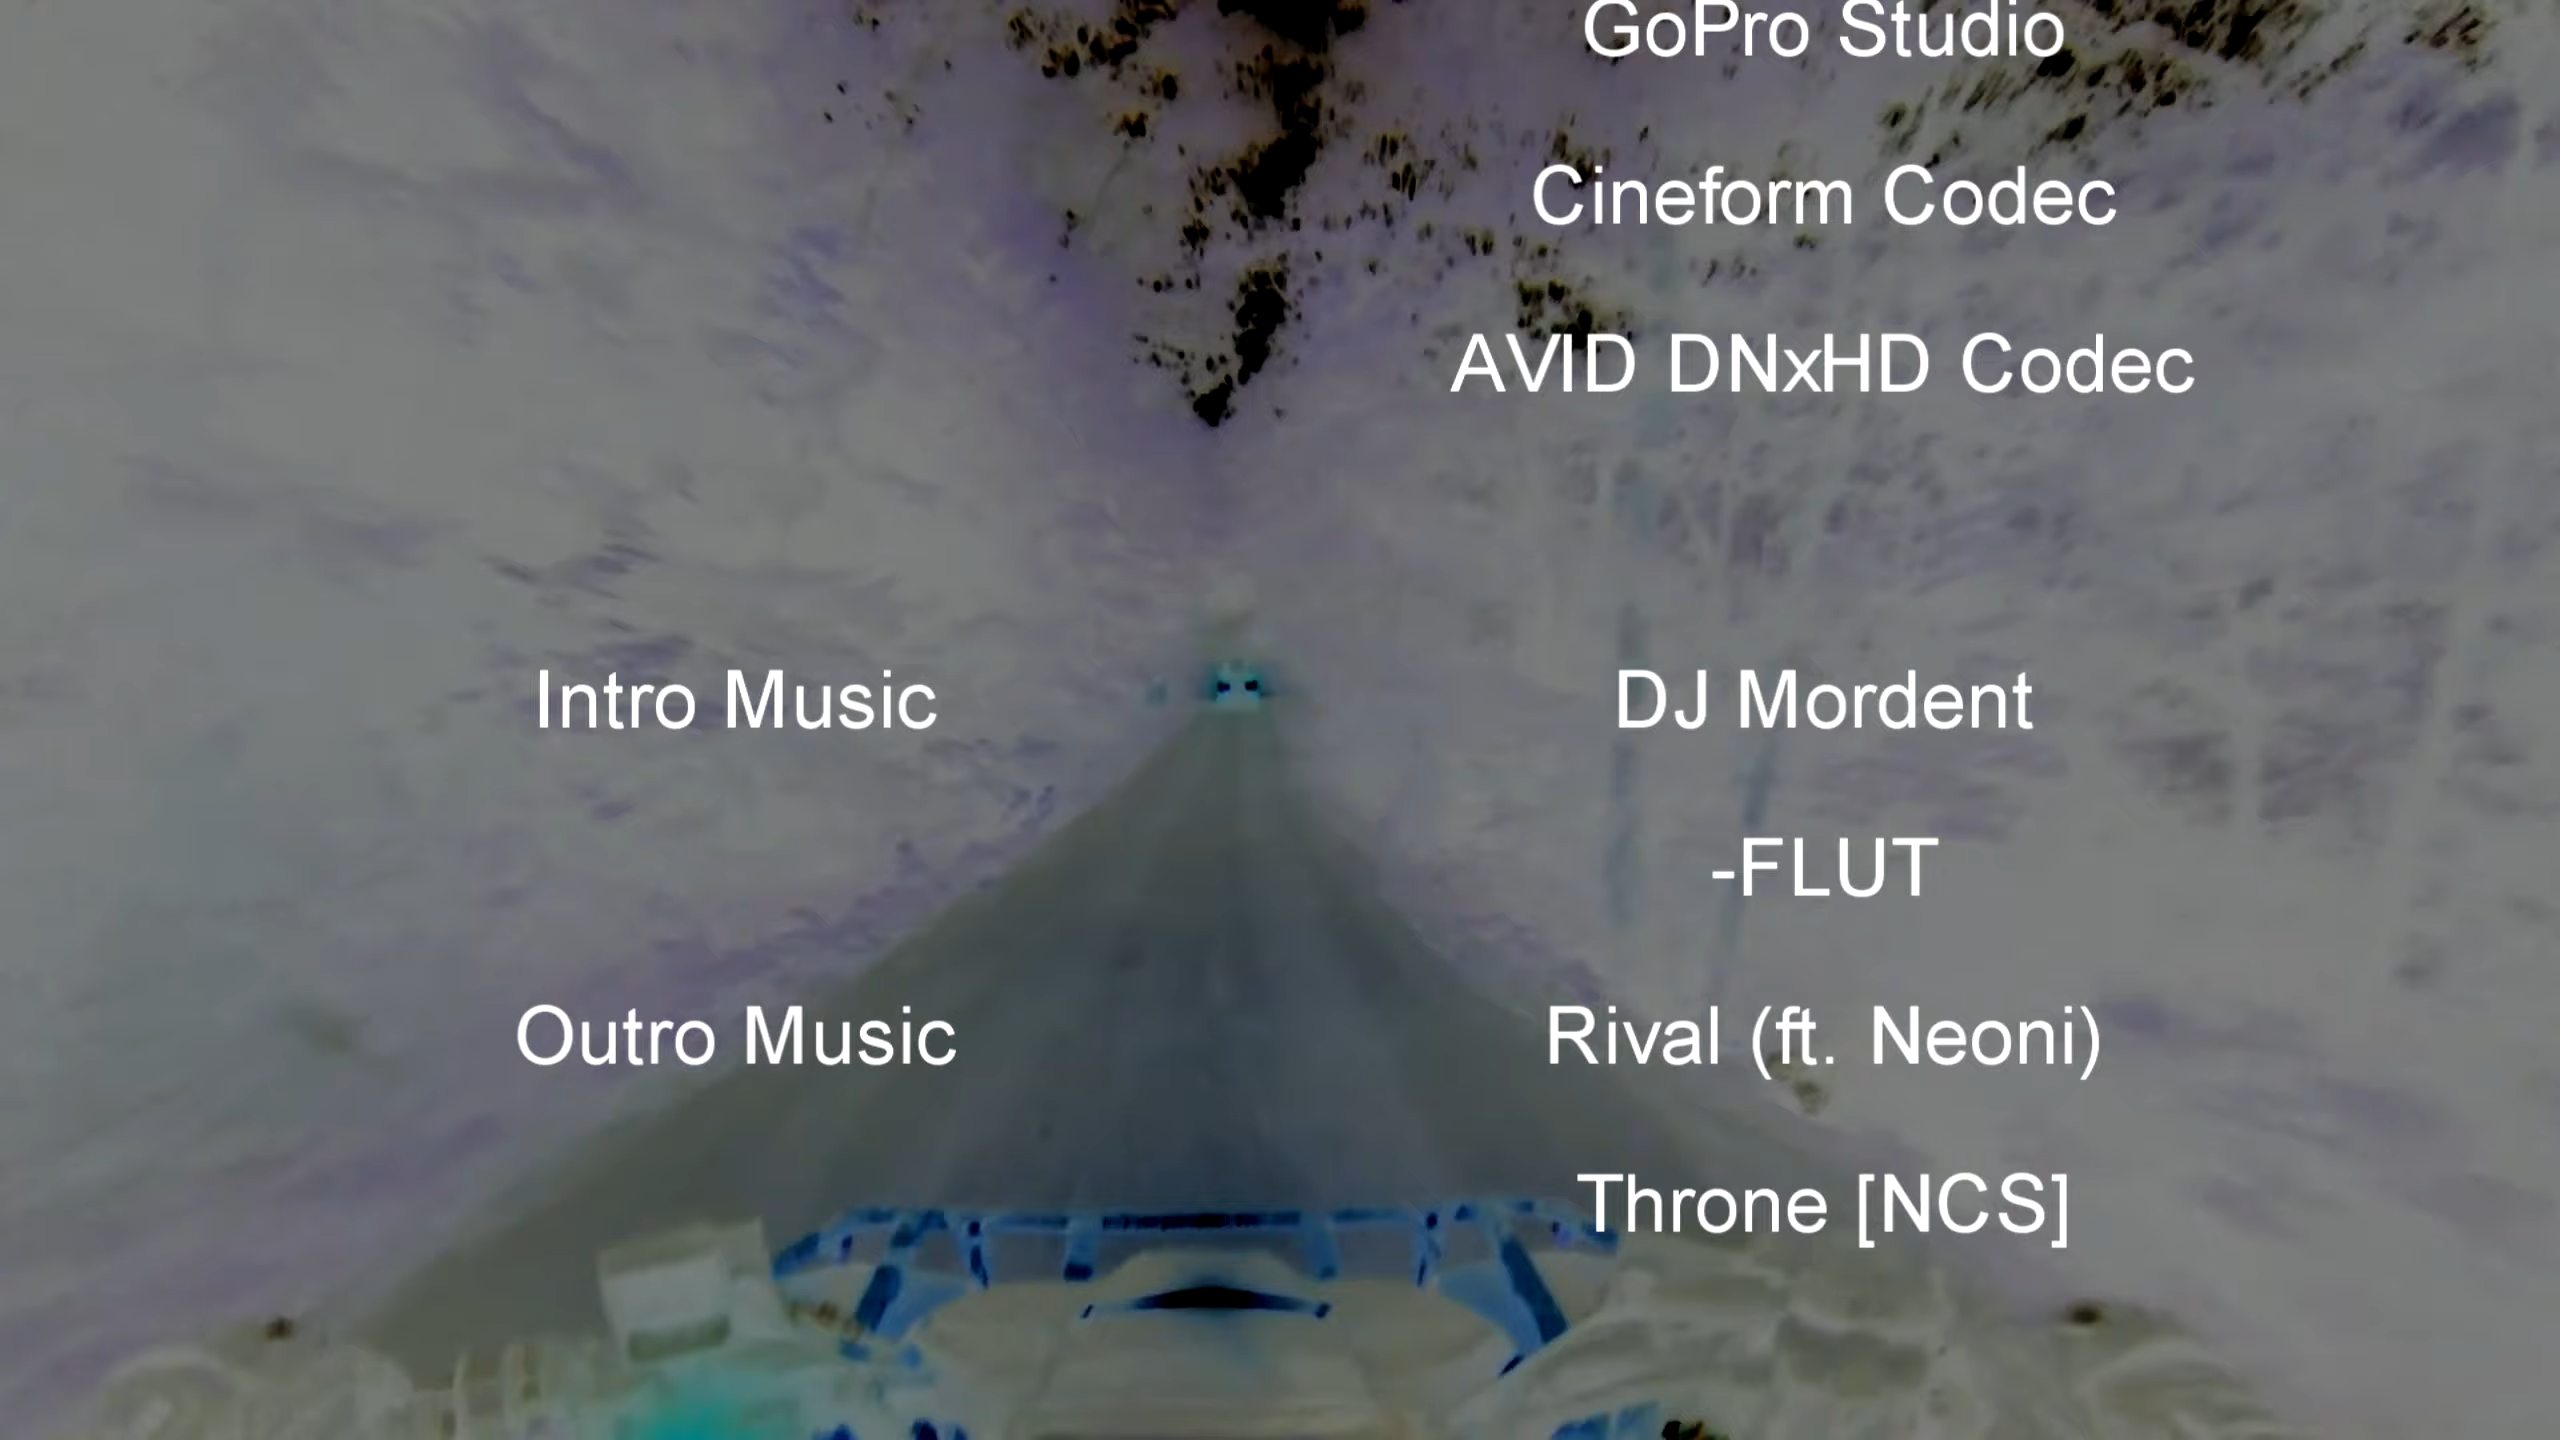 GoPro Studio
Cineform Codec
AVID DNxHD Codec
Intro Music DJ Mordent
-FLUT
Outro Music Rival (ft. Neoni)
Throne [NCS]